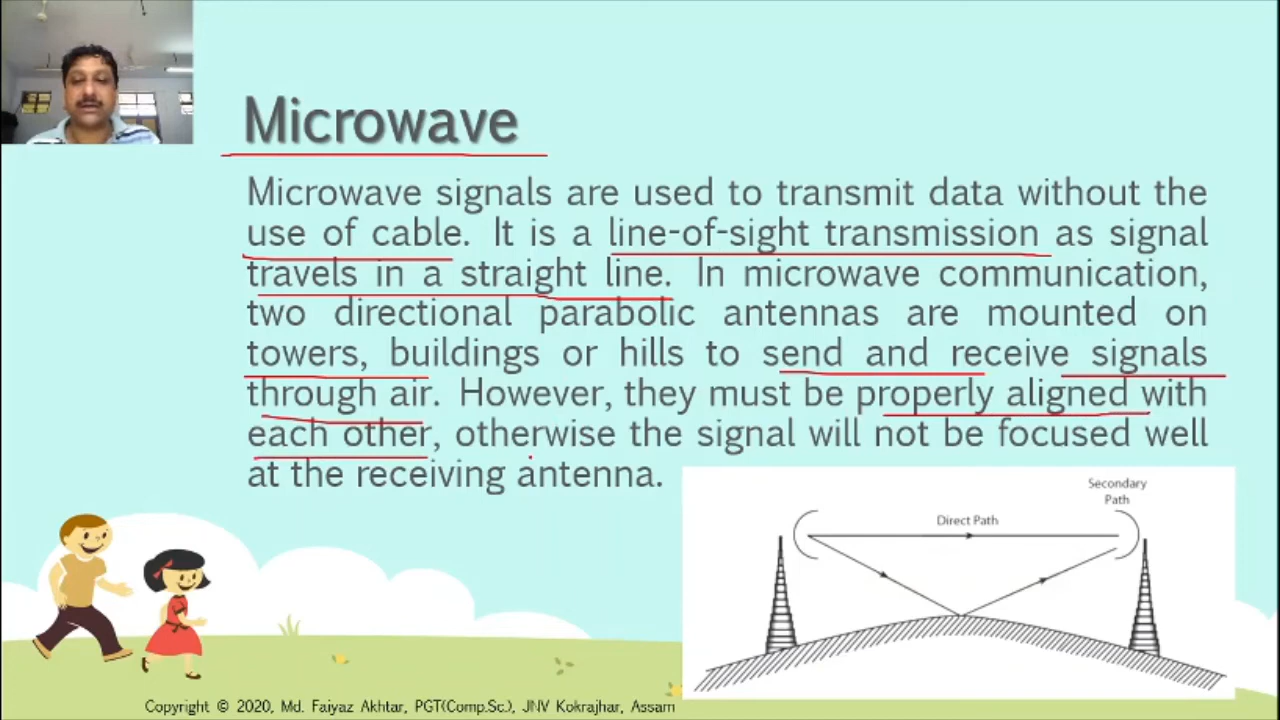 Microwave
Microwave signals are used to transmit data without the
use of cable. It is a line-of-sight transmission as signal
travels in a straight line. In microwave communication,
two directional parabolic antennas are mounted on
towers, buildings or hills to send and receive signals
through air. However, they must be properly aligned with
each other, otherwise the signal will not be focused well
at the receiving antenna.
Secondary
Path
Direct Path
Copyright © 2020, Md. Faiyaz Akhtar, PGT(Comp.Sc.), JNV Kokrajhar, Assam